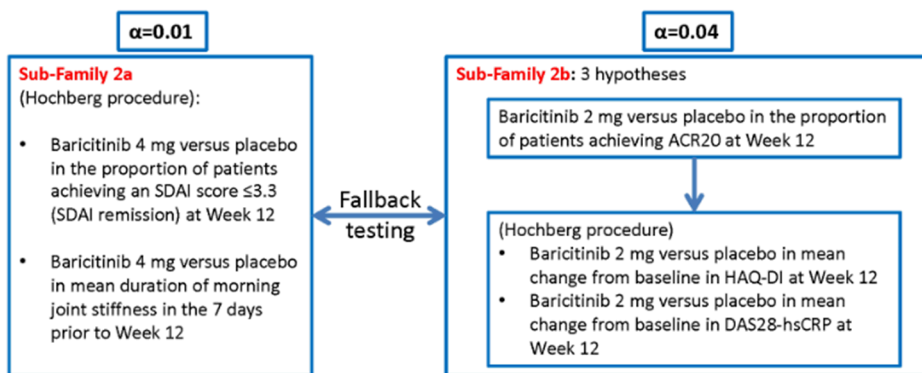 α=0.01
Sub-Family 2a
(Hochberg procedure):
• Baricitinib 4 mg versus placebo
in the proportion of patients
achieving an SDAI score ≤3.3
(SDAI remission) at Week 12
• Baricitinib 4 mg versus placebo
in mean duration of morning
joint stiffness in the 7 days
prior to Week 12
Fallback
testing
α=0.04
Sub-Family 2b: 3 hypotheses
Baricitinib 2 mg versus placebo in the proportion
of patients achieving ACR20 at Week 12
(Hochberg procedure)
• Baricitinib 2 mg versus placebo in mean
change from baseline in HAQ-DI at Week 12
• Baricitinib 2 mg versus placebo in mean
change from baseline in DAS28-hsCRP at
Week 12